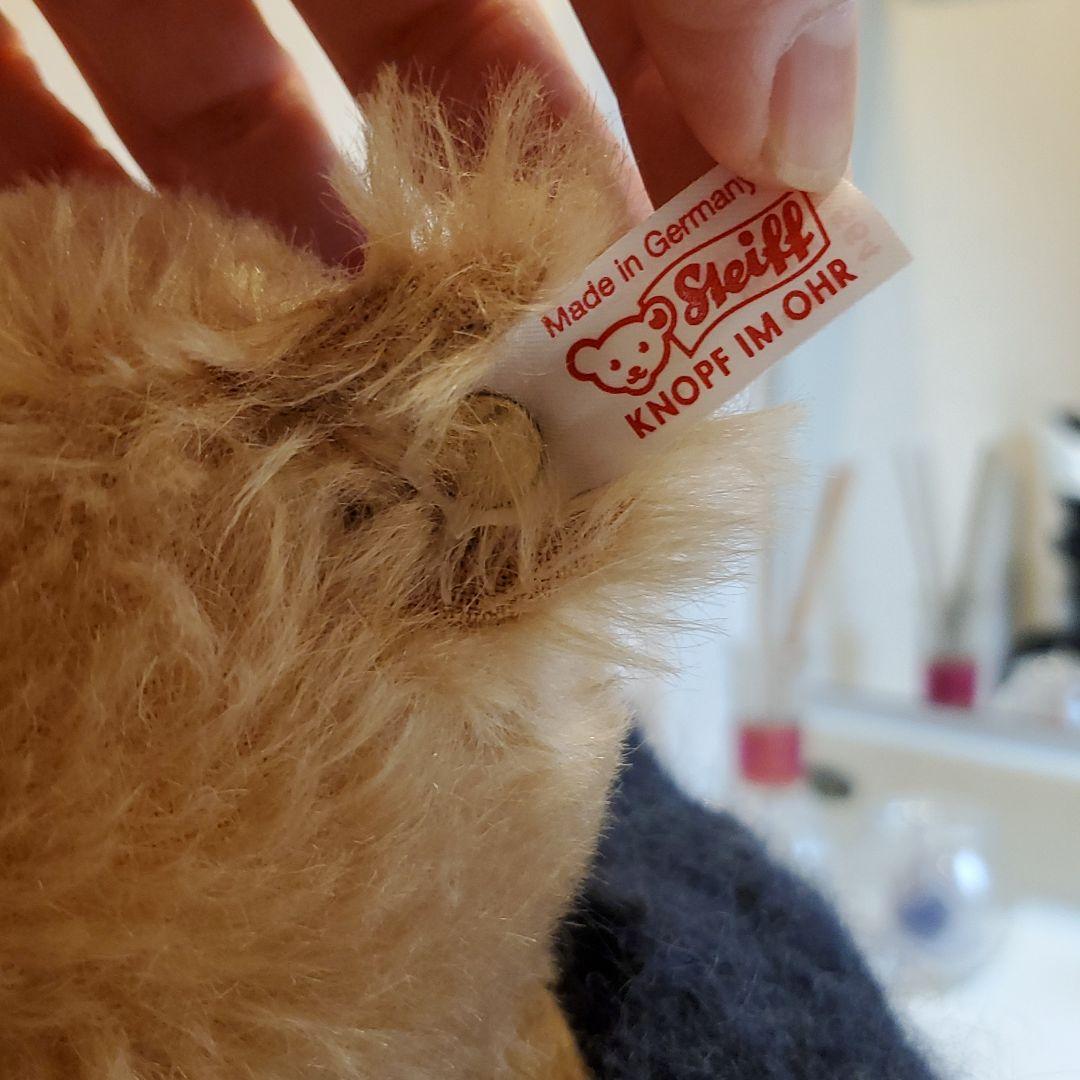 Made in Germany
Steiff
KNOPF IM OHR